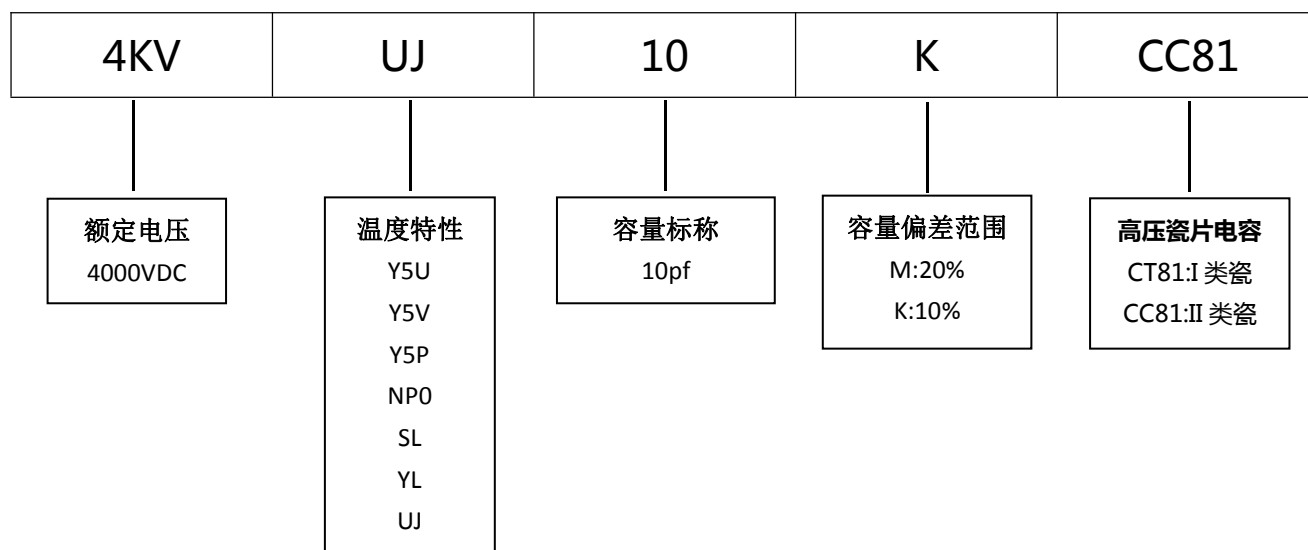 4KV UJ 10 K CC81
额定电压
4000VDC
温度特性
Y5U
Y5V
Y5P
NP0
SL
YL
UJ
容量标称
10pf
容量偏差范围
M:20%
K:10%
高压瓷片电容
CT81:I 类瓷
CC81:II 类瓷